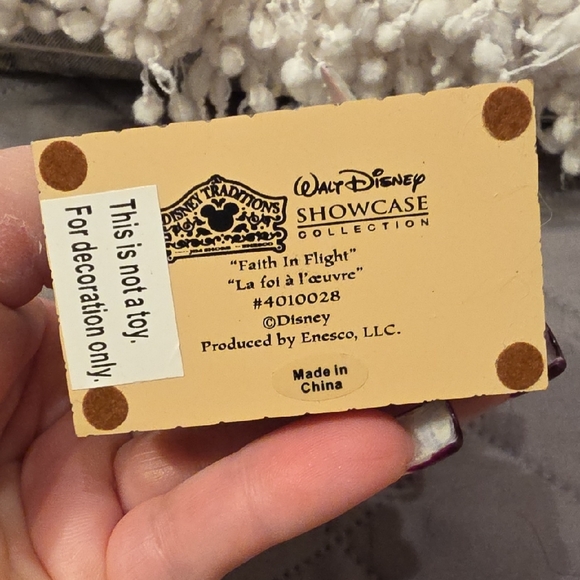 This is not a toy.
For decoration only.
DISNEY TRADITIONS
WALT DISNEY
SHOWCASE
COLLECTION
"Faith In Flight"
"La foi à l'œuvre"
#4010028
©Disney
Produced by Enesco, LLC.
Made in
China